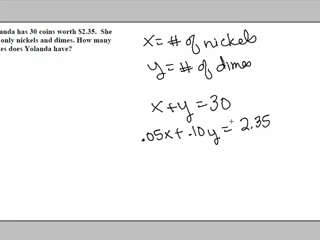 anda has 30 coins worth $2.35. She
only nickels and dimes. How many
es does Yolanda have?
x = # of nickels
y = # of dimes
x + y = 30
.05x + .10y = 2.35